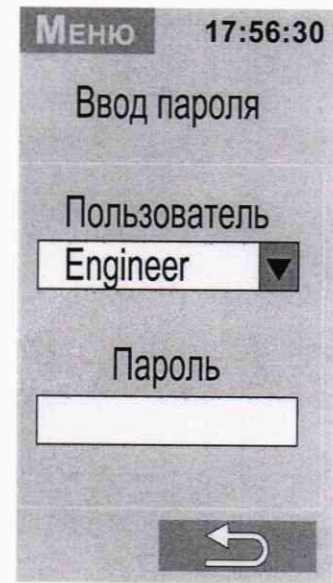 Меню 17:56:30
Ввод пароля
Пользователь
Engineer
Пароль